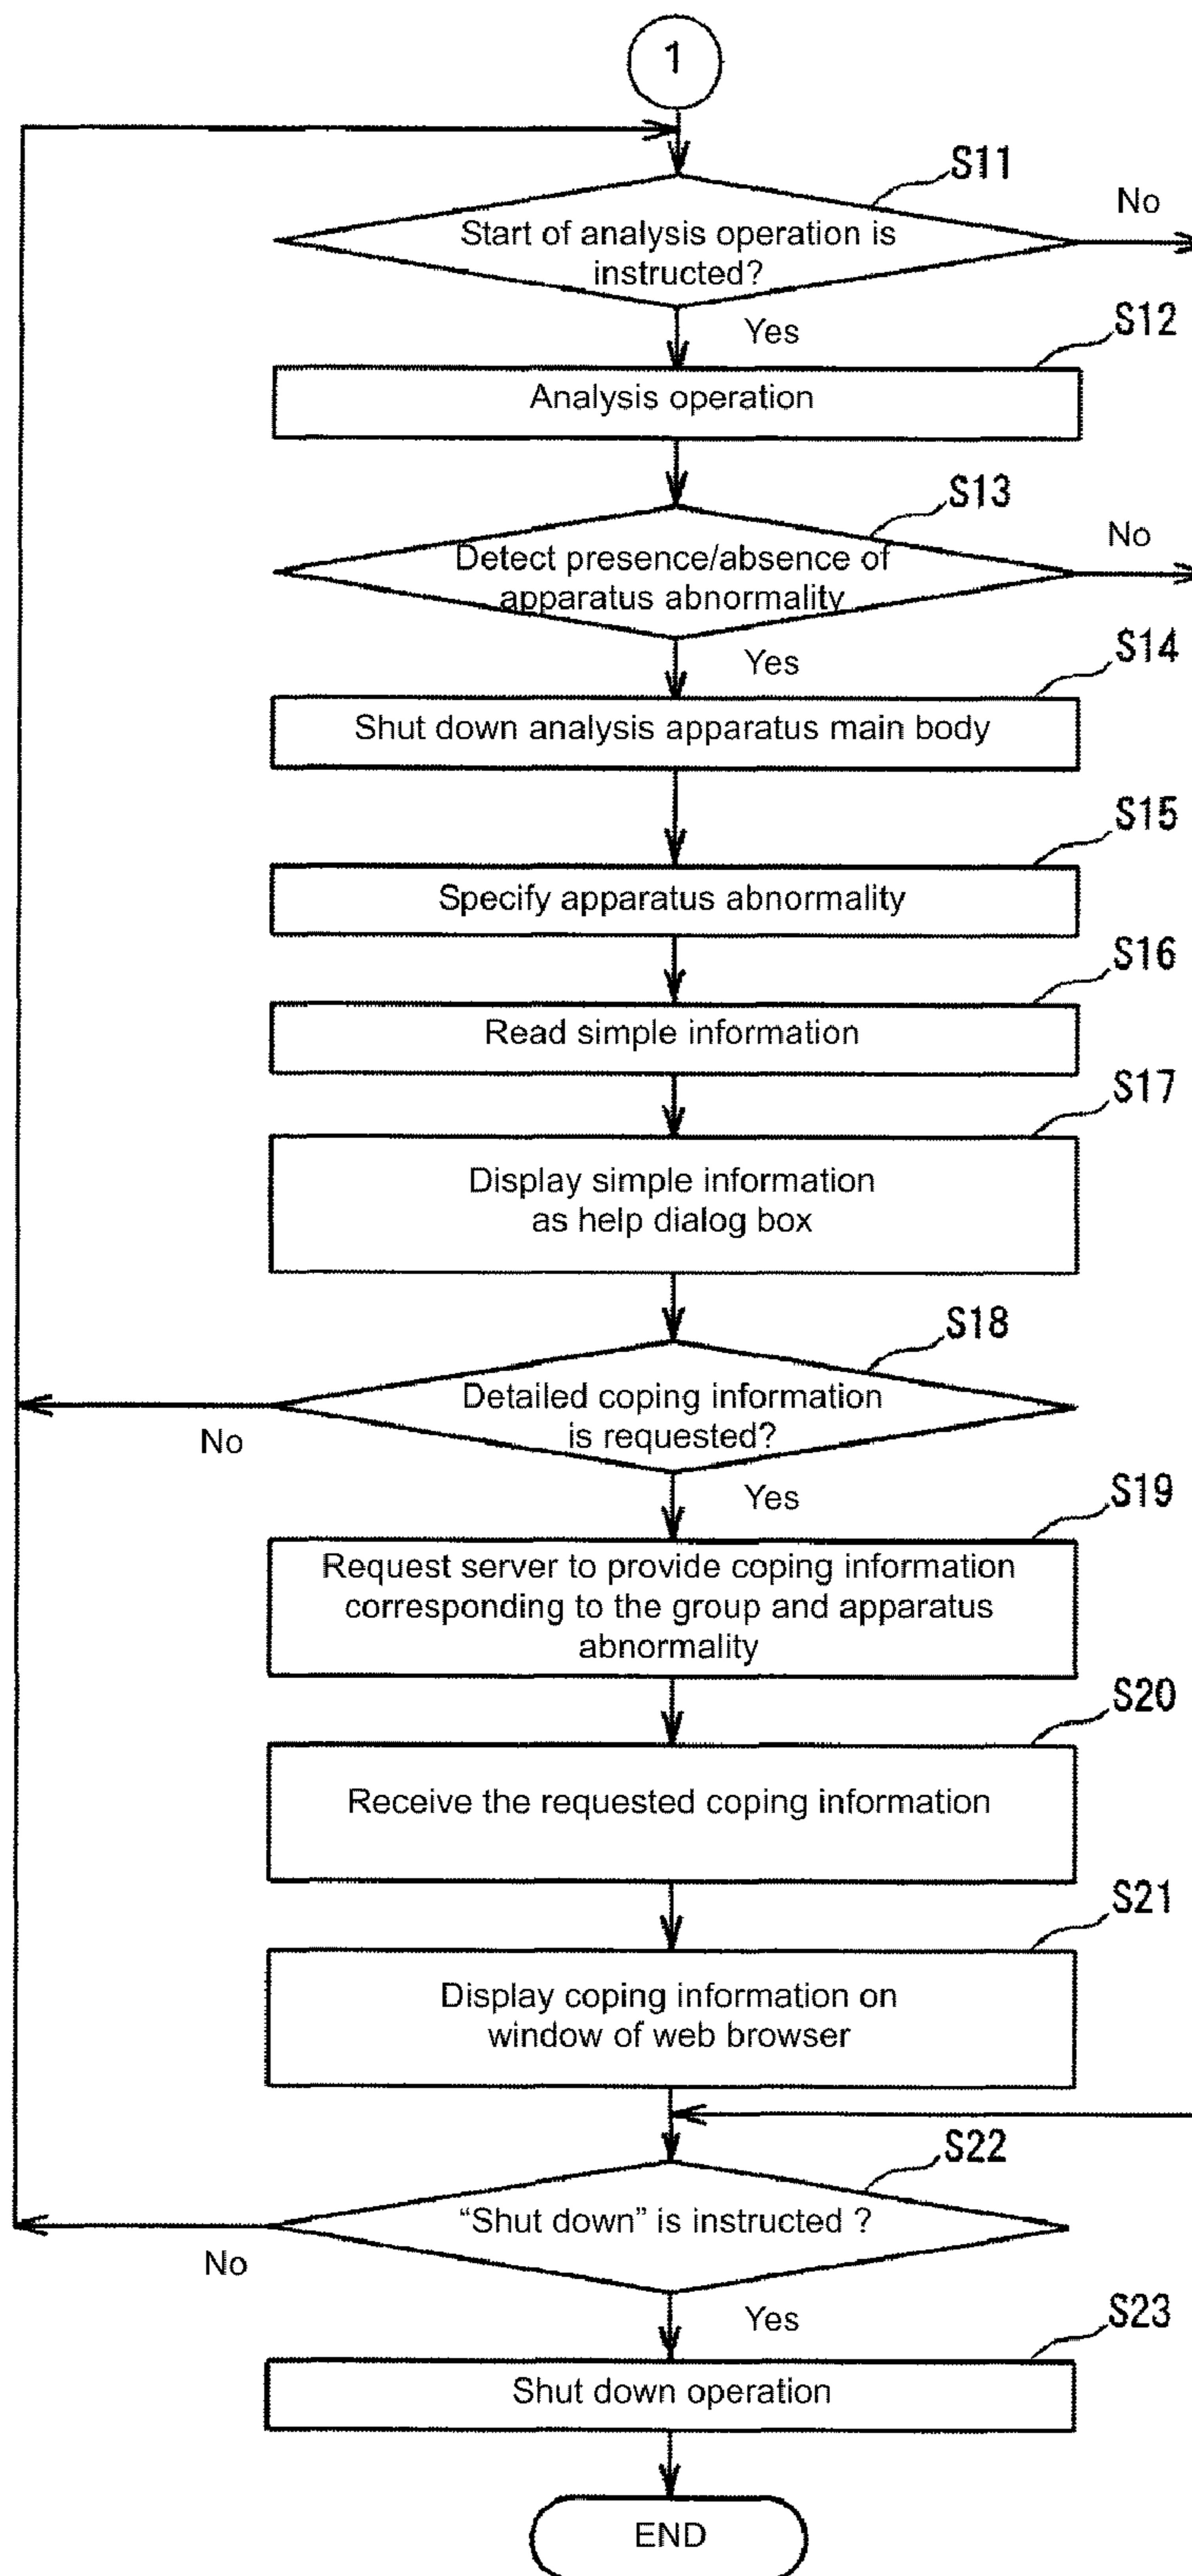 1
S11
No
Start of analysis operation is
instructed?
Yes
S12
Analysis operation
S13
No
Detect presence/absence of
apparatus abnormality
Yes
S14
Shut down analysis apparatus main body
S15
Specify apparatus abnormality
S16
Read simple information
S17
Display simple information
as help dialog box
S18
Detailed coping information
is requested?
No
Yes
S19
Request server to provide coping information
corresponding to the group and apparatus
abnormality
S20
Receive the requested coping information
S21
Display coping information on
window of web browser
S22
“Shut down” is instructed ?
No
Yes
S23
Shut down operation
END